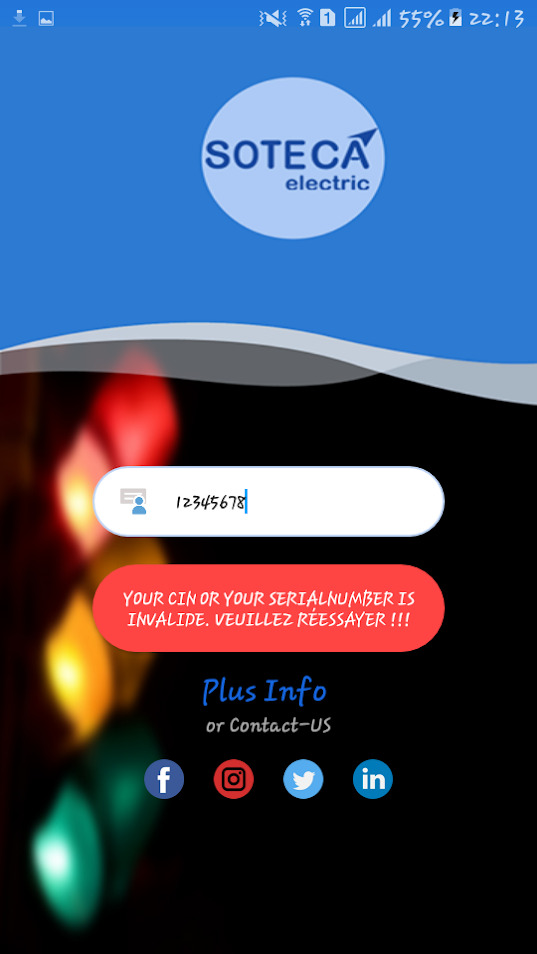 1
55% 22:13
SOTECA
electric
12345678
YOUR CIN OR YOUR SERIALNUMBER IS
INVALIDE. VEUILLEZ RÉESSAYER !!!
Plus Info
or Contact-US
f in